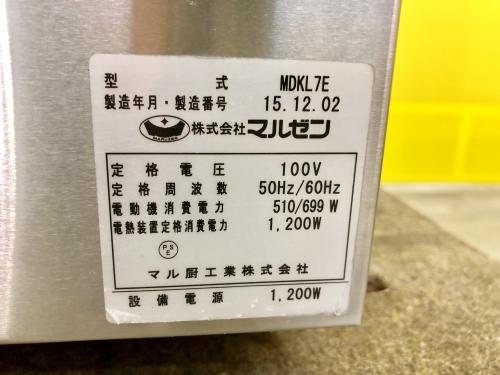 型式 MDKL7E
製造年月・製造番号 15.12.02
MARUZEN 株式会社マルゼン
定格電圧 100V
定格周波数 50Hz/60Hz
電動機消費電力 510/699 W
電熱装置定格消費電力 1,200W
PSE
マル厨工業株式会社
設備電源 1,200W